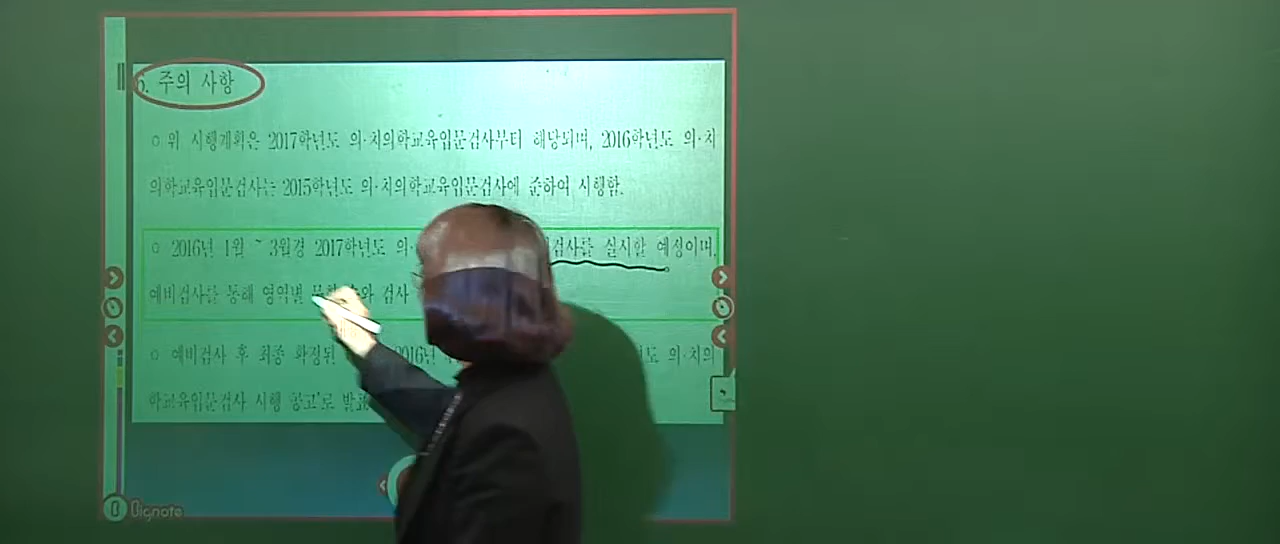 6. 주의 사항
○ 위 시행계획은 2017학년도 의·치의학교육입문검사부터 해당되며, 2016학년도 의·치
의학교육입문검사는 2015학년도 의·치의학교육입문검사에 준하여 시행함.
○ 2016년 1월 ~ 3월경 2017학년도 의· 검사를 실시할 예정이며,
예비검사를 통해 영역별 검사
○ 예비검사 후 최종 확정된 2016년 의·치의
학교육입문검사 시행 공고'로 발표
Bignote